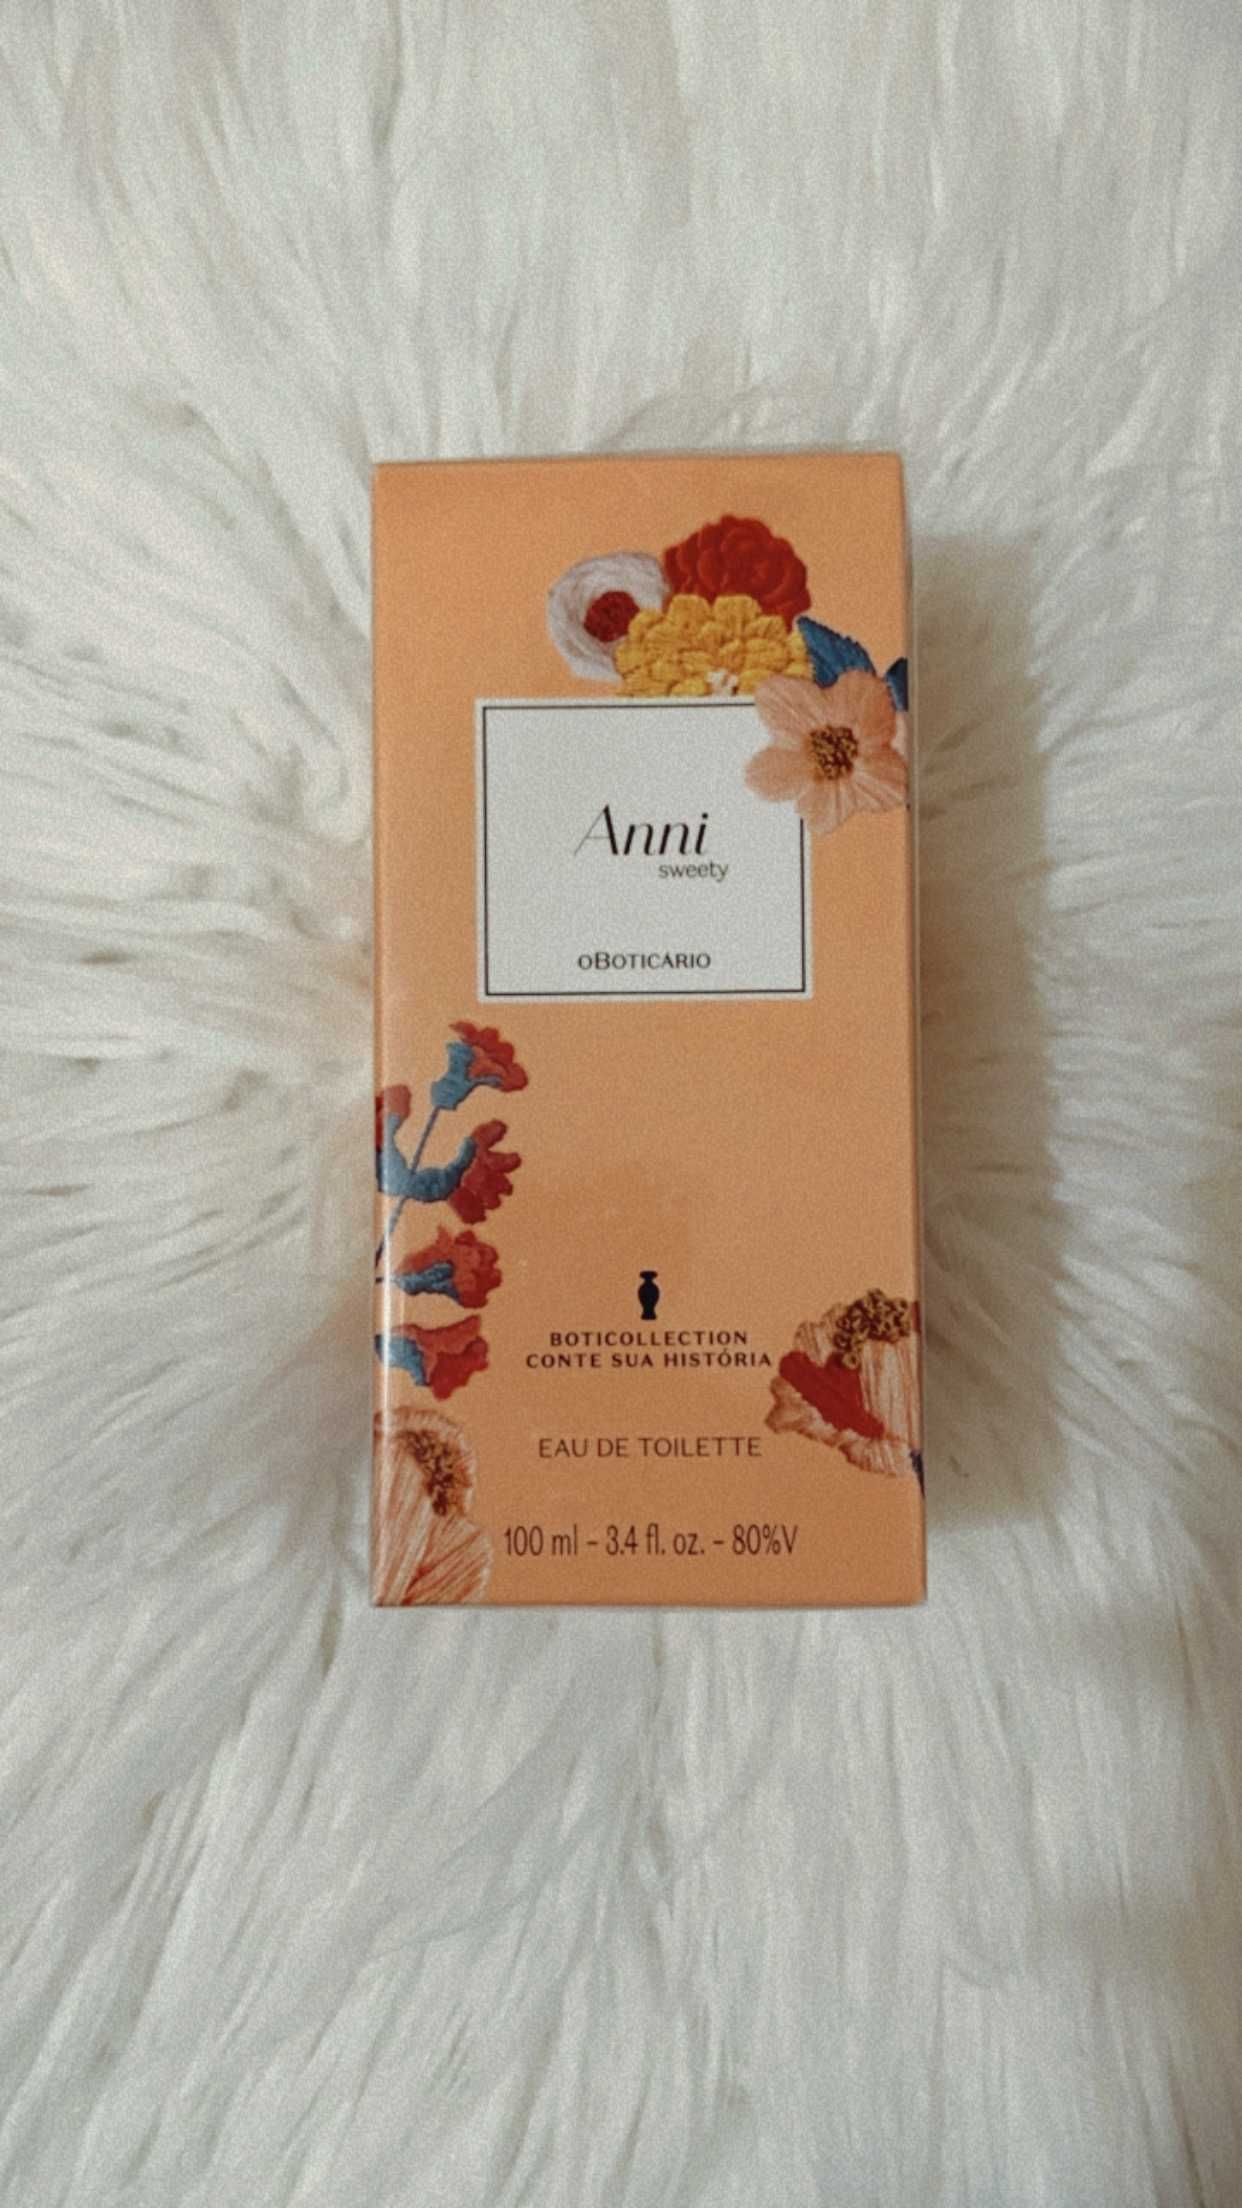 Anni
sweety
oBOTICÁRIO
BOTICOLLECTION
CONTE SUA HISTÓRIA
EAU DE TOILETTE
100 ml - 3.4 fl. oz. - 80%V